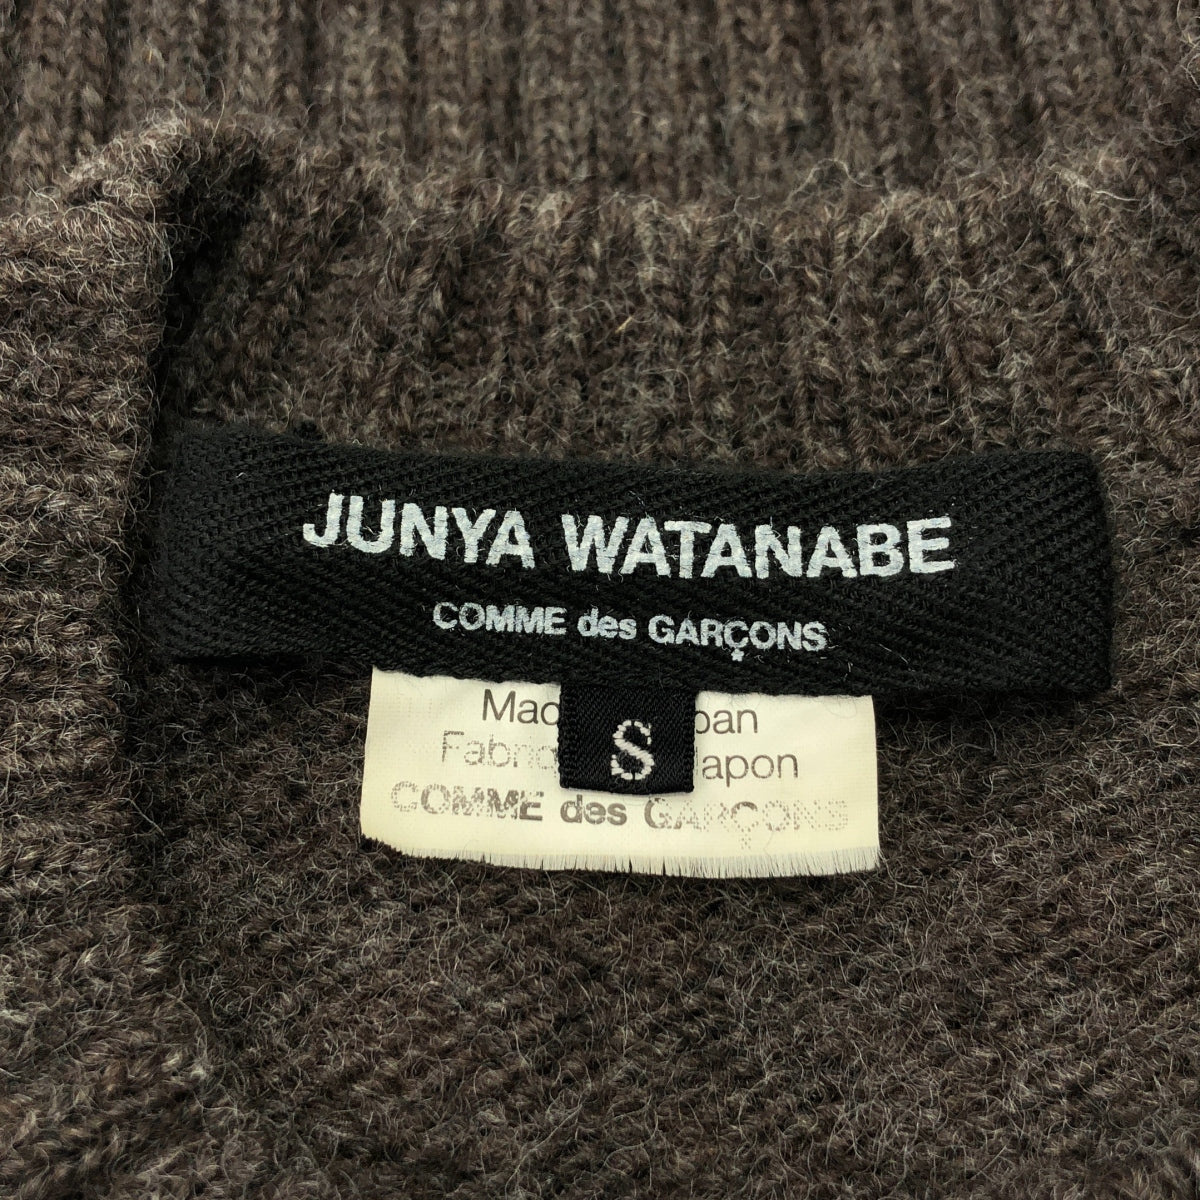 JUNYA WATANABE
COMME des GARÇONS
S
COMME des GARÇONS